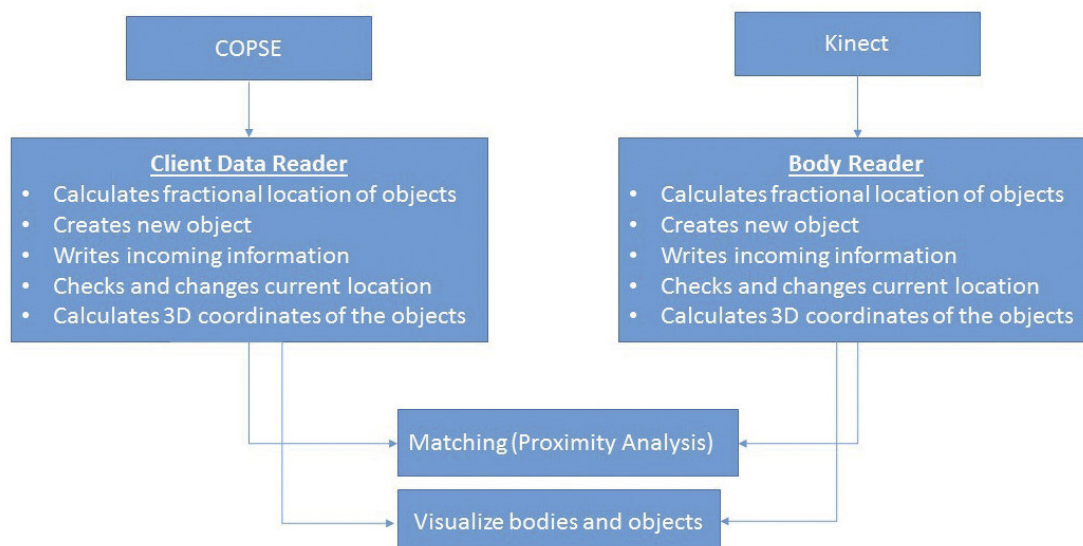 COPSE
Kinect
Client Data Reader
• Calculates fractional location of objects
• Creates new object
• Writes incoming information
• Checks and changes current location
• Calculates 3D coordinates of the objects
Body Reader
• Calculates fractional location of objects
• Creates new object
• Writes incoming information
• Checks and changes current location
• Calculates 3D coordinates of the objects
Matching (Proximity Analysis)
Visualize bodies and objects